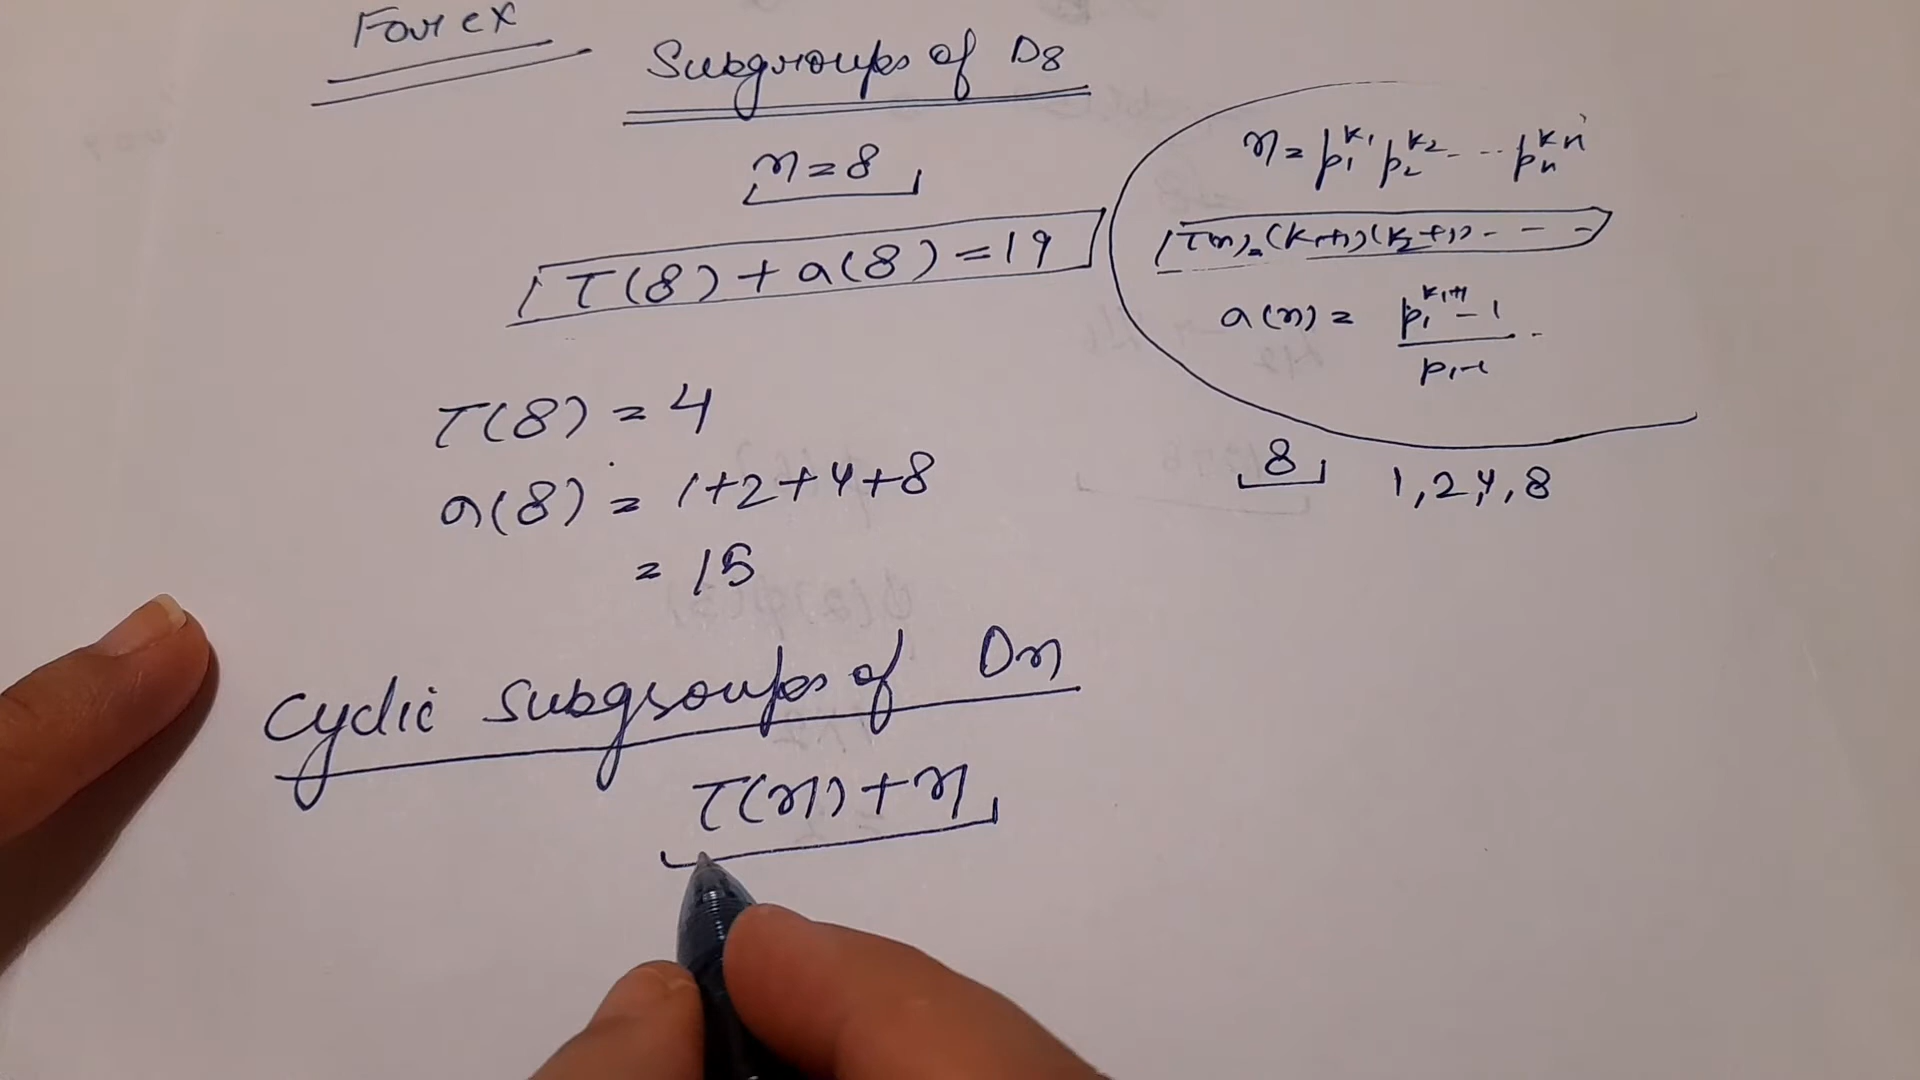 For ex
Subgroups of D8
n = 8
τ(8) + a(8) = 19
n = p₁^k₁ p₂^k₂ - - - pₙ^kₙ
τ(n) = (k₁+1)(k₂+1) - - -
a(n) = (p₁^(k₁+1) - 1)/(p₁-1) - -
τ(8) = 4
a(8) = 1+2+4+8
= 15
8 1,2,4,8
Cyclic Subgroups of Dn
τ(n) + n